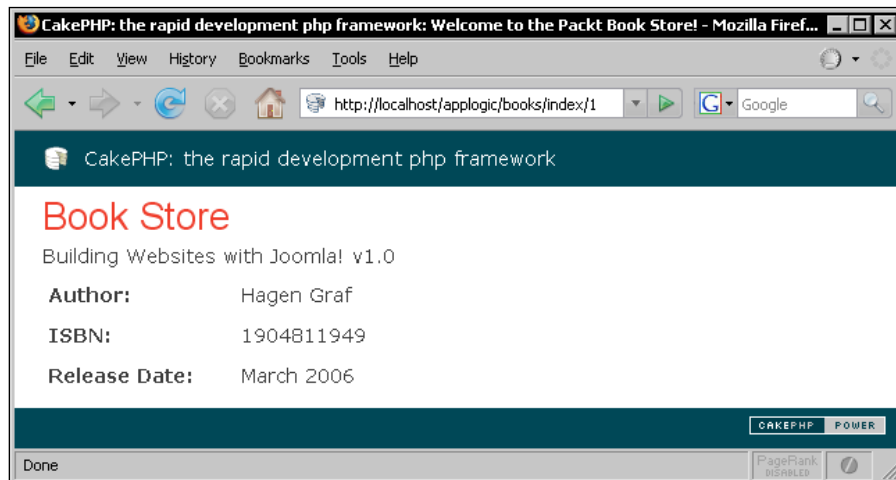 CakePHP: the rapid development php framework: Welcome to the Packt Book Store! - Mozilla Firef...
File Edit View History Bookmarks Tools Help
http://localhost/applogic/books/index/1 G Google
CakePHP: the rapid development php framework
Book Store
Building Websites with Joomla! v1.0
Author: Hagen Graf
ISBN: 1904811949
Release Date: March 2006
CAKEPHP POWER
Done PageRank
DISABLED